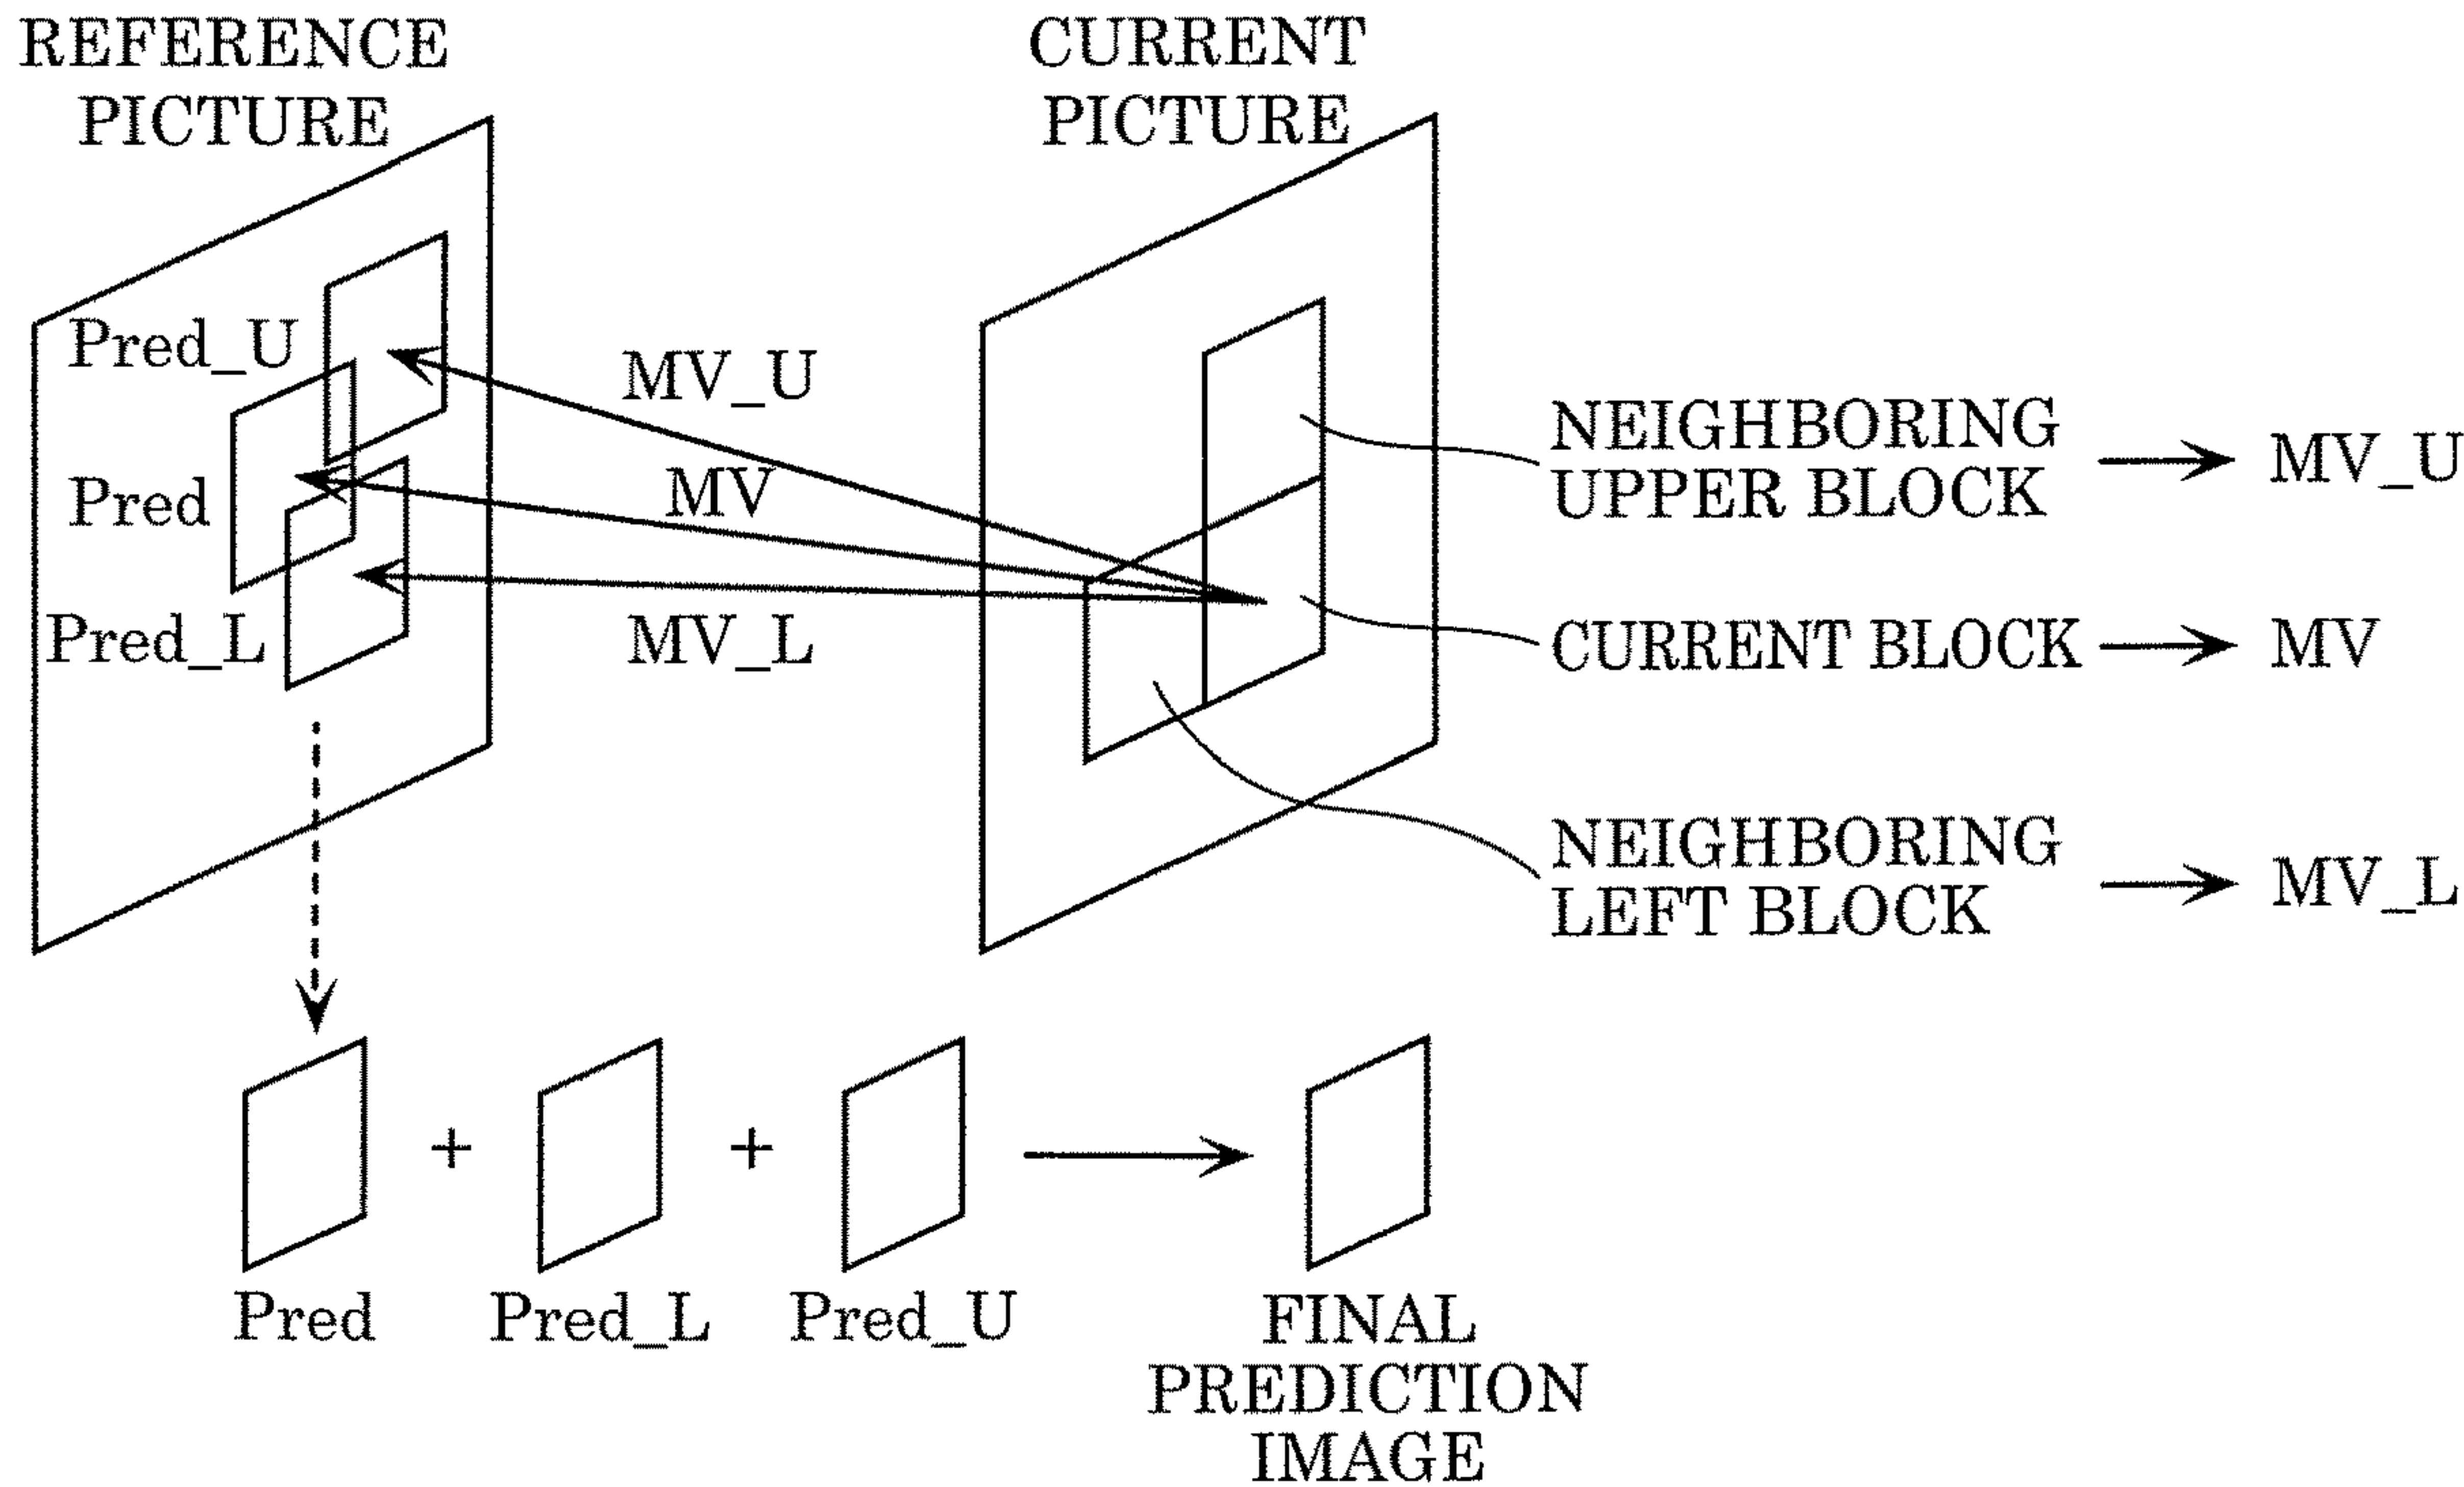 REFERENCE
PICTURE
CURRENT
PICTURE
Pred_U
Pred
Pred_L
MV_U
MV
MV_L
NEIGHBORING
UPPER BLOCK
MV_U
CURRENT BLOCK
MV
NEIGHBORING
LEFT BLOCK
MV_L
+
+
Pred
Pred_L
Pred_U
FINAL
PREDICTION
IMAGE